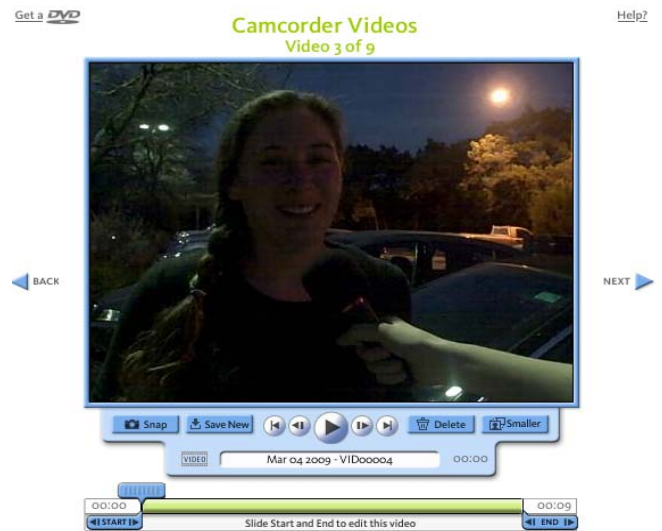 Get a DVD
Help?
Camcorder Videos
Video 3 of 9
BACK
NEXT
Snap
Save New
Delete
Smaller
VIDEO
Mar 04 2009 - VID00004
00:00
00:00
00:09
START
Slide Start and End to edit this video
END